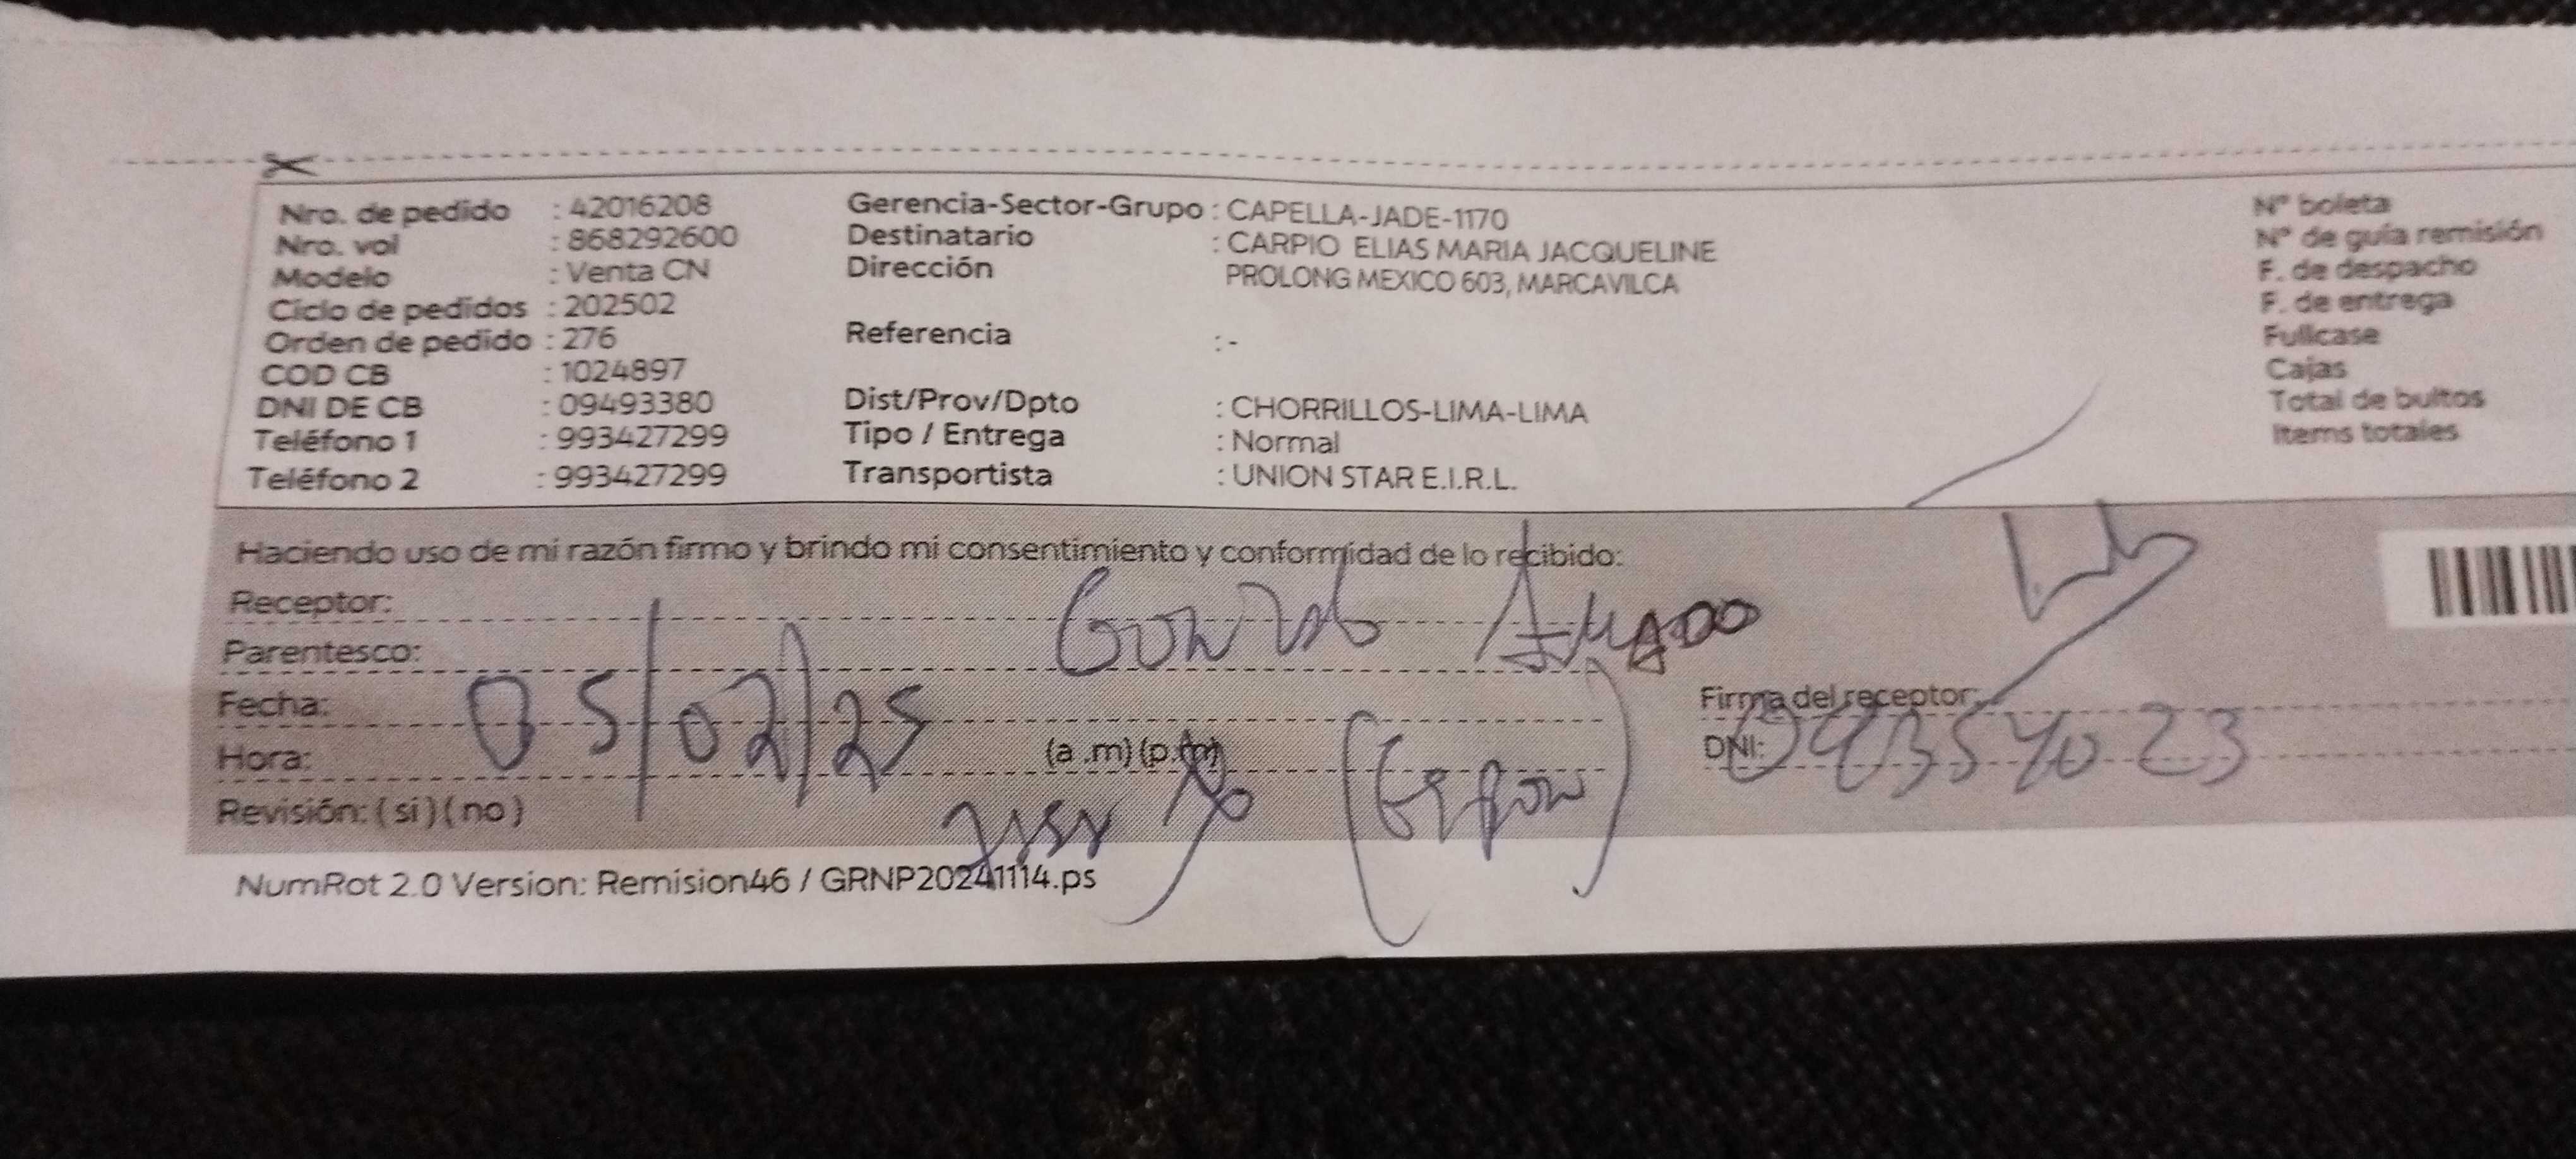 Nro. de pedido : 42016208
Nro. vol : 868292600
Modelo : Venta CN
Ciclo de pedidos : 202502
Orden de pedido : 276
COD CB : 1024897
DNI DE CB : 09493380
Teléfono 1 : 993427299
Teléfono 2 : 993427299
Gerencia-Sector-Grupo : CAPELLA-JADE-1170
Destinatario : CARPIO ELIAS MARIA JACQUELINE
Dirección PROLONG MEXICO 603, MARCAVILCA
Referencia : -
Dist/Prov/Dpto : CHORRILLOS-LIMA-LIMA
Tipo / Entrega : Normal
Transportista : UNION STAR E.I.R.L.
N° boleta
N° de guía remisión
F. de despacho
F. de entrega
Fullcase
Cajas
Total de bultos
Items totales
Haciendo uso de mi razón firmo y brindo mi consentimiento y conformidad de lo recibido:
Receptor:
Parentesco:
Fecha: 05/02/25
Hora: (a .m) (p.m)
Revisión: ( si ) ( no )
Firma del receptor:
DNI:
NumRot 2.0 Version: Remision46 / GRNP20241114.ps